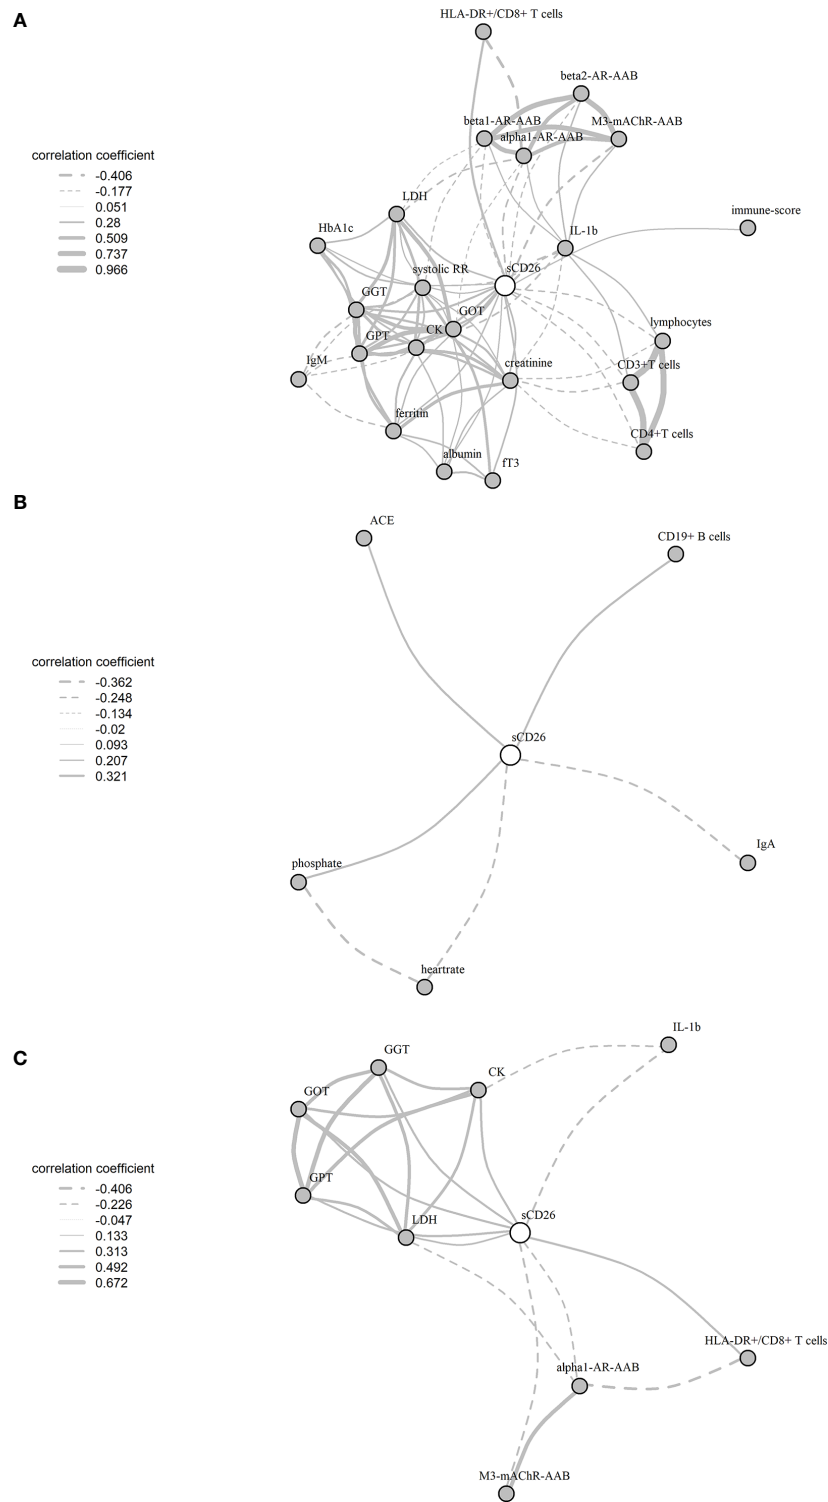 A
HLA-DR+/CD8+ T cells
beta2-AR-AAB
beta1-AR-AAB
M3-mAChR-AAB
alpha1-AR-AAB
correlation coefficient
-0.406
-0.177
0.051
0.28
0.509
0.737
0.966
LDH
immune-score
HbA1c
IL-1b
systolic RR
sCD26
GGT
GOT
lymphocytes
CK
GPT
IgM
creatinine
CD3+T cells
ferritin
CD4+T cells
albumin
fT3
B
ACE
CD19+ B cells
correlation coefficient
-0.362
-0.248
-0.134
-0.02
0.093
0.207
0.321
sCD26
IgA
phosphate
heartrate
C
IL-1b
GGT
CK
GOT
correlation coefficient
-0.406
-0.226
-0.047
0.133
0.313
0.492
0.672
GPT
LDH
sCD26
HLA-DR+/CD8+ T cells
alpha1-AR-AAB
M3-mAChR-AAB